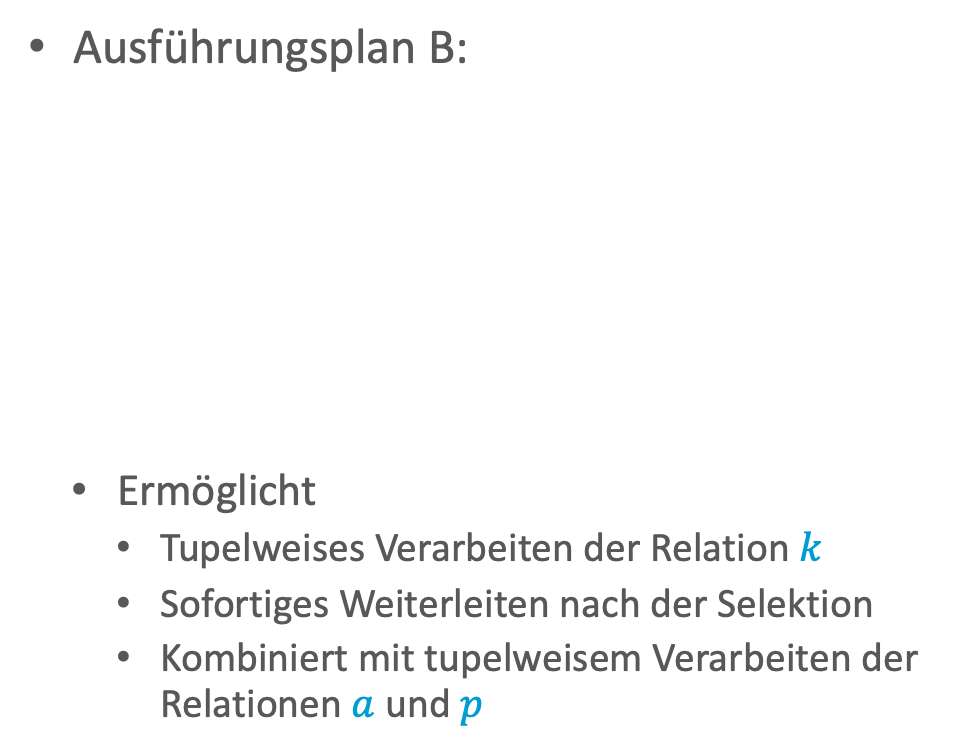 • Ausführungsplan B:
• Ermöglicht
• Tupelweises Verarbeiten der Relation k
• Sofortiges Weiterleiten nach der Selektion
• Kombiniert mit tupelweisem Verarbeiten der
Relationen a und p